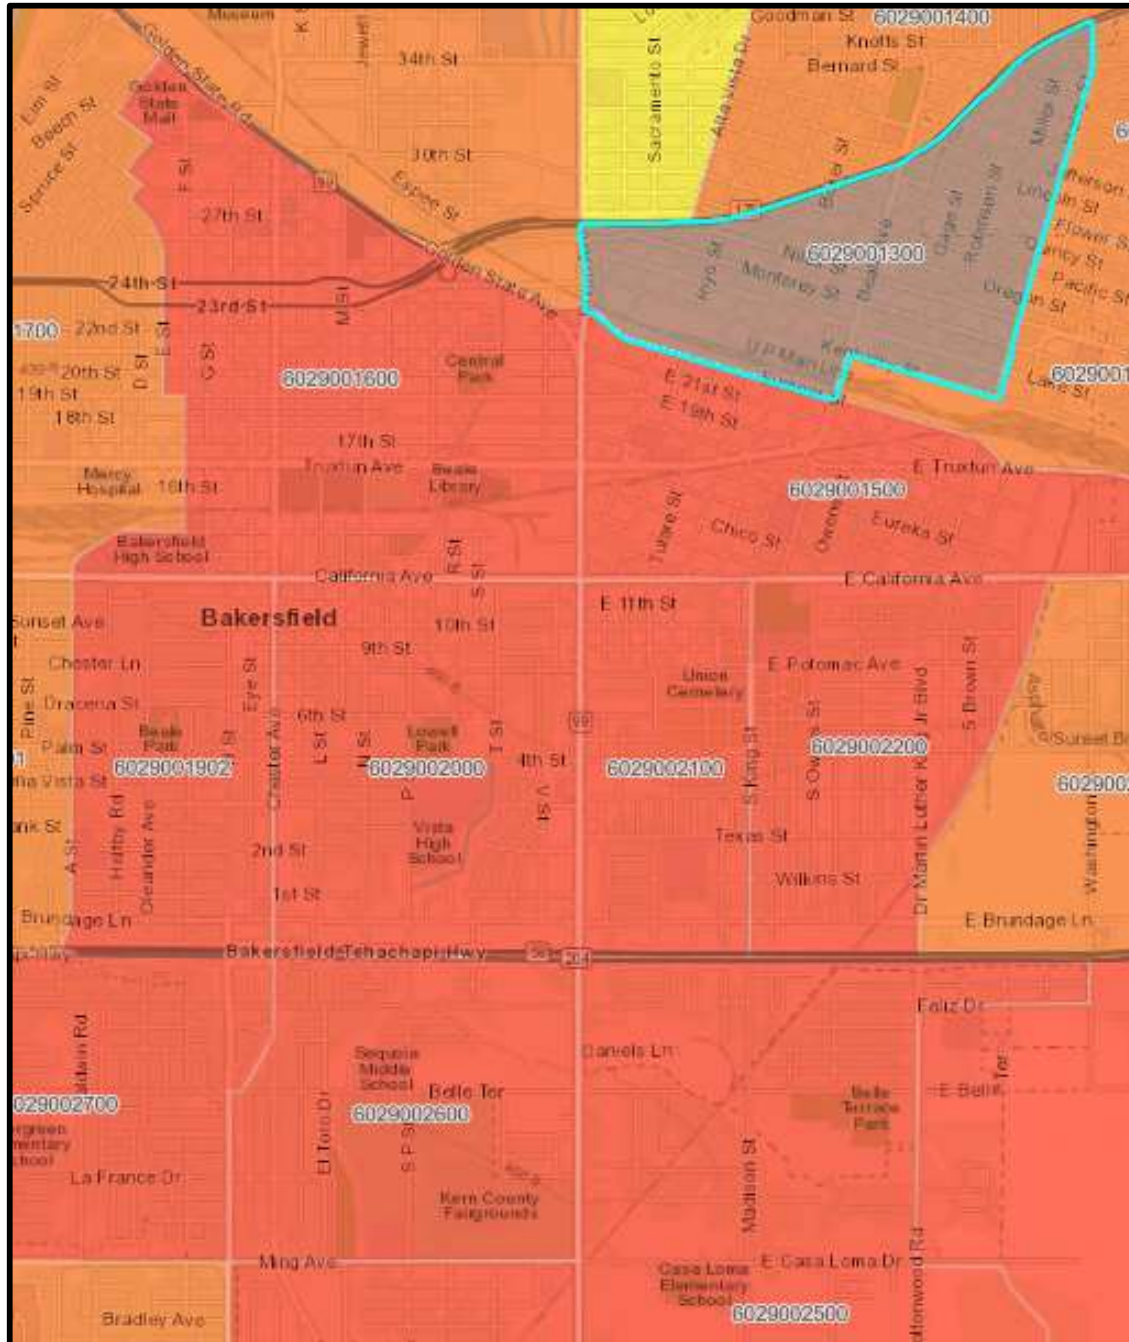 Museum
K St
Jewell
Goodman St
6029001400
Knotts St
Bernard St
Golden State Rd
34th St
Sacramento St
Alta Vista Dr
Elm St
Beech St
Spruce St
Golden
State
Mall
F St
30th St
Espee St
99
27th St
Golden State Ave
24th St
23rd St
M St
Miller St
Lincoln St
Flower St
Quincy St
Pacific St
Oregon St
Gage St
Robinson St
6029001300
Monterey St
Inyo St
1700
22nd St
E St
20th St
19th St
18th St
D St
G St
Central
Park
6029001600
U P Main Line
E 21st St
E 19th St
Lake St
17th St
Truxtun Ave
Beale
Library
Mercy
Hospital
16th St
E Truxtun Ave
6029001500
Tulare St
Chico St
Owens
Eureka St
Bakersfield
High School
California Ave
R St
S St
E California Ave
Bakersfield
10th St
E 11th St
Sunset Ave
9th St
Chester Ln
E Potomac Ave
Union
Cemetery
Eye St
Dracena St
Pine St
6th St
Beale
Park
Palm St
L St
N St
Lowell
Park
T St
99
4th St
S King St
S Owens St
S Brown St
Dr Martin Luther King Jr Blvd
6029001902
6029002000
6029002100
6029002200
Chester Ave
P
V St
Vista
High
School
2nd St
1st St
A St
Oleander Ave
Texas St
Wilkins St
Washington
Brundage Ln
E Brundage Ln
Bakersfield-Tehachapi Hwy
58
204
Feliz Dr
Daniels Ln
Sequoia
Middle
School
Belle Ter
Belle
Terrace
Park
E Belle
Ter
6029002600
El Toro Dr
S P St
Madison St
La France Dr
Kern County
Fairgrounds
Ming Ave
E Casa Loma Dr
Casa Loma
Elementary
School
6029002500
Bradley Ave